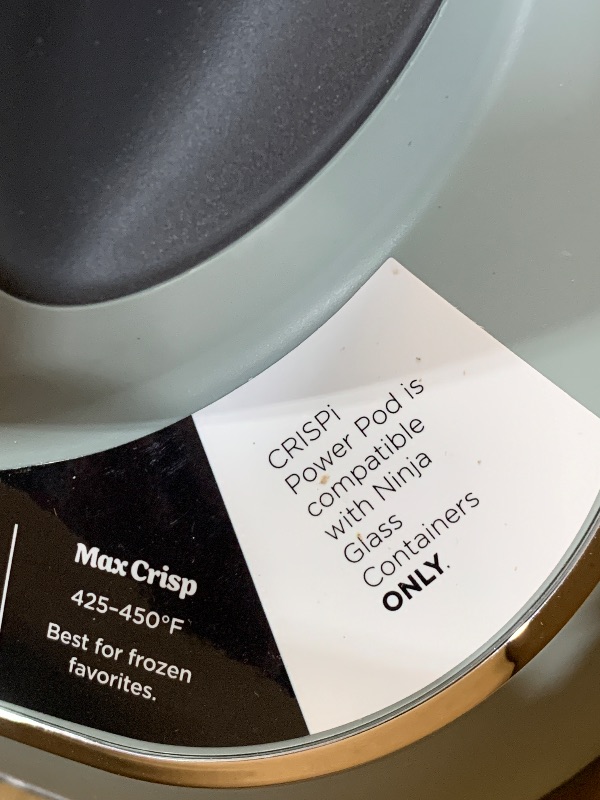 Max Crisp
425-450°F
Best for frozen
favorites.
CRISPi
Power Pod is
compatible
with Ninja
Glass
Containers
ONLY.